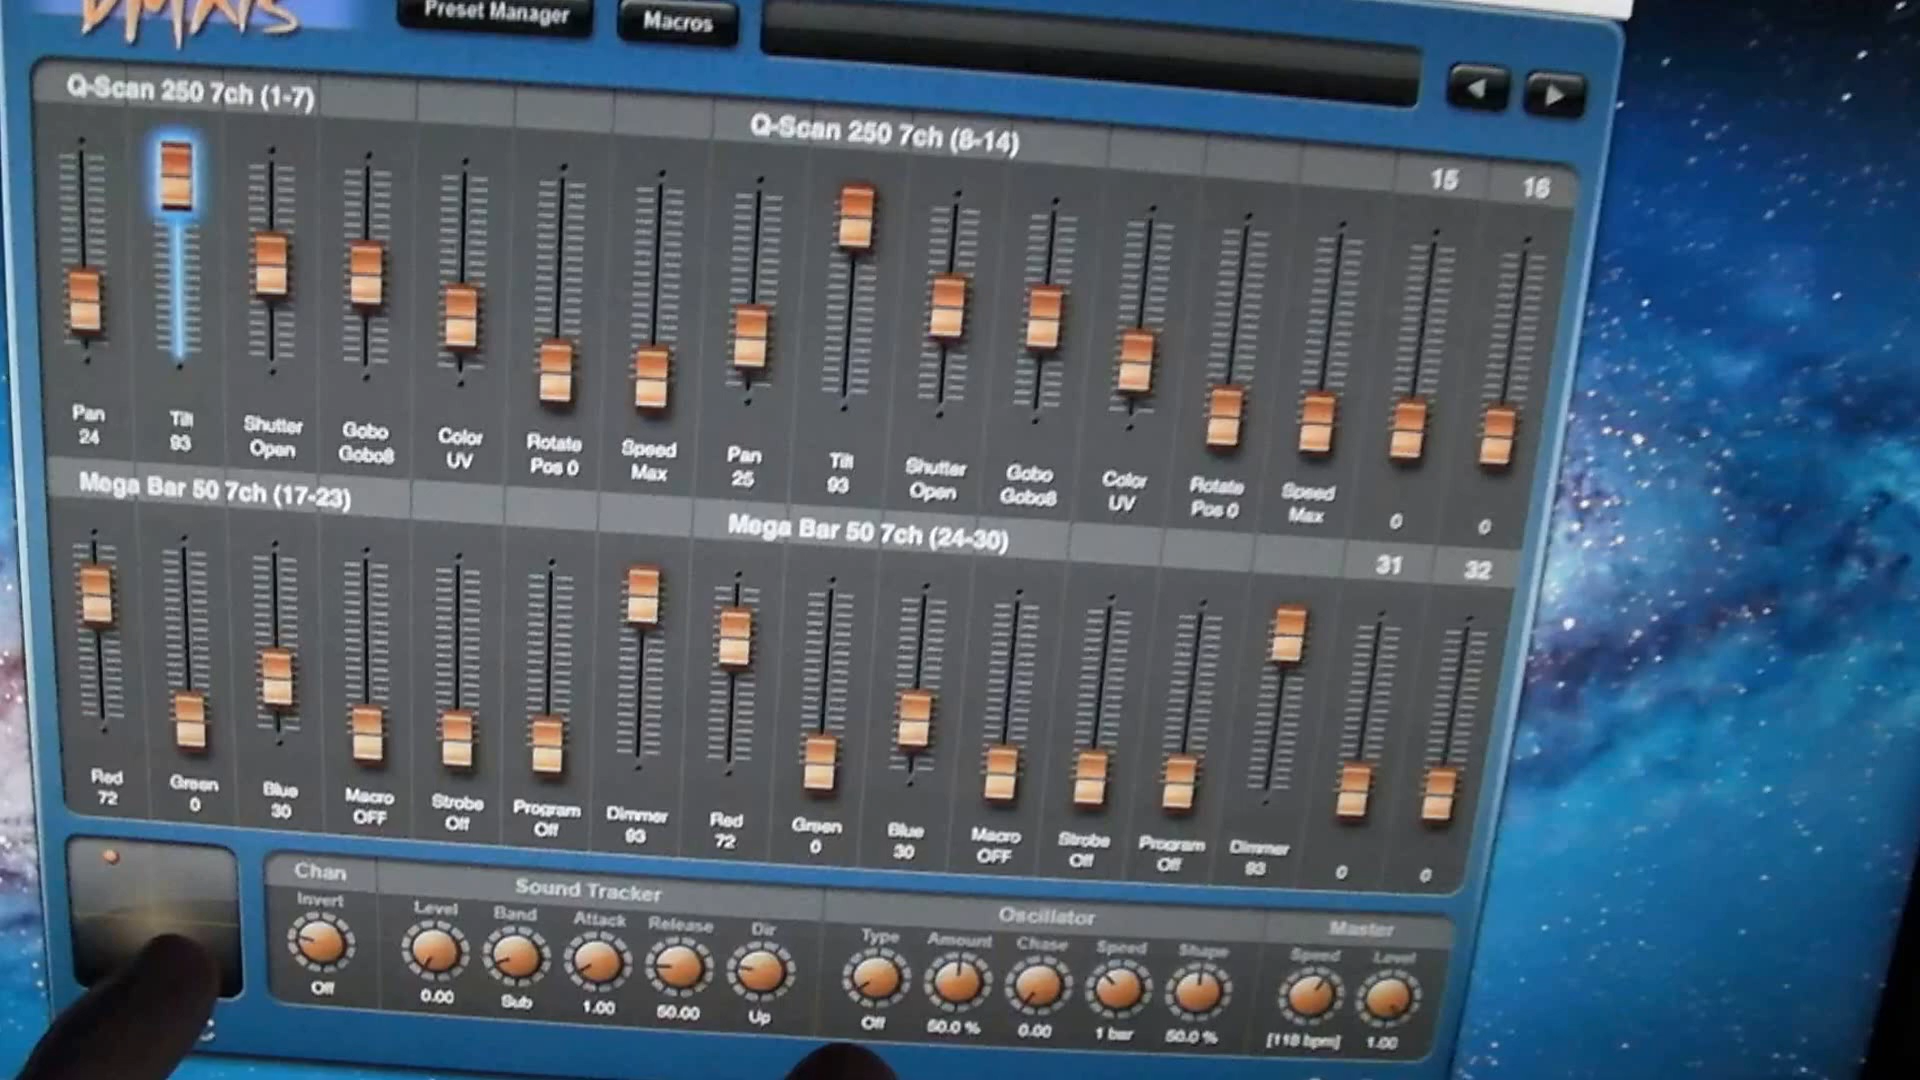 DMXIS
Preset Manager
Macros
Q-Scan 250 7ch (1-7)
Q-Scan 250 7ch (8-14)
15
16
Pan
24
Tilt
93
Shutter
Open
Gobo
Gobo8
Color
UV
Rotate
Pos 0
Speed
Max
Pan
25
Tilt
93
Shutter
Open
Gobo
Gobo8
Color
UV
Rotate
Pos 0
Speed
Max
0
0
Mega Bar 50 7ch (17-23)
Mega Bar 50 7ch (24-30)
31
32
Red
72
Green
0
Blue
30
Macro
OFF
Strobe
Off
Program
Off
Dimmer
93
Red
72
Green
0
Blue
30
Macro
OFF
Strobe
Off
Program
Off
Dimmer
93
0
0
Chan
Invert
Off
Sound Tracker
Level
0.00
Band
Sub
Attack
1.00
Release
50.00
Dir
Up
Oscillator
Type
Off
Amount
50.0 %
Chase
0.00
Speed
1 bar
Shape
50.0 %
Master
Speed
[118 bpm]
Level
1.00